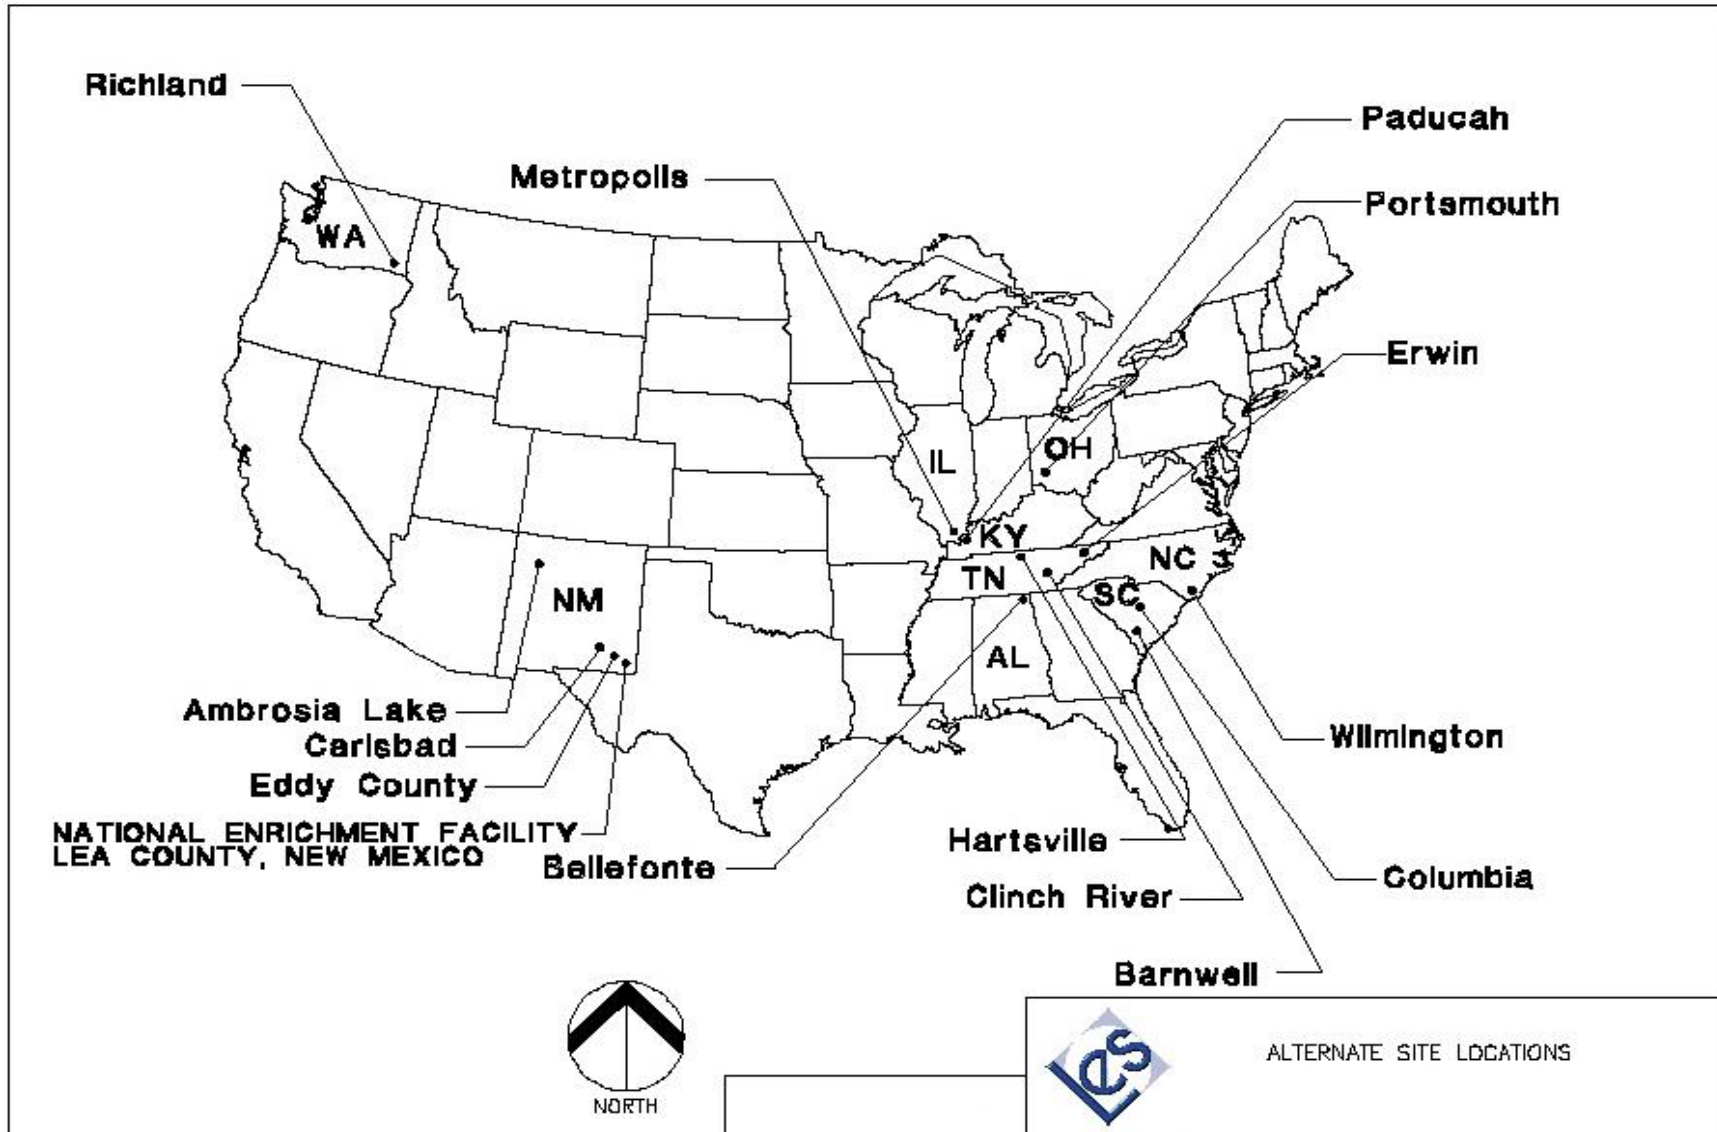 Richland
Paducah
Metropolis
Portsmouth
WA
Erwin
OH
IL
KY
NC
TN
SC
NM
AL
Ambrosia Lake
Carlsbad
Wilmington
Eddy County
NATIONAL ENRICHMENT FACILITY
LEA COUNTY, NEW MEXICO
Hartsville
Bellefonte
Columbia
Clinch River
Barnwell
NORTH
Les
ALTERNATE SITE LOCATIONS